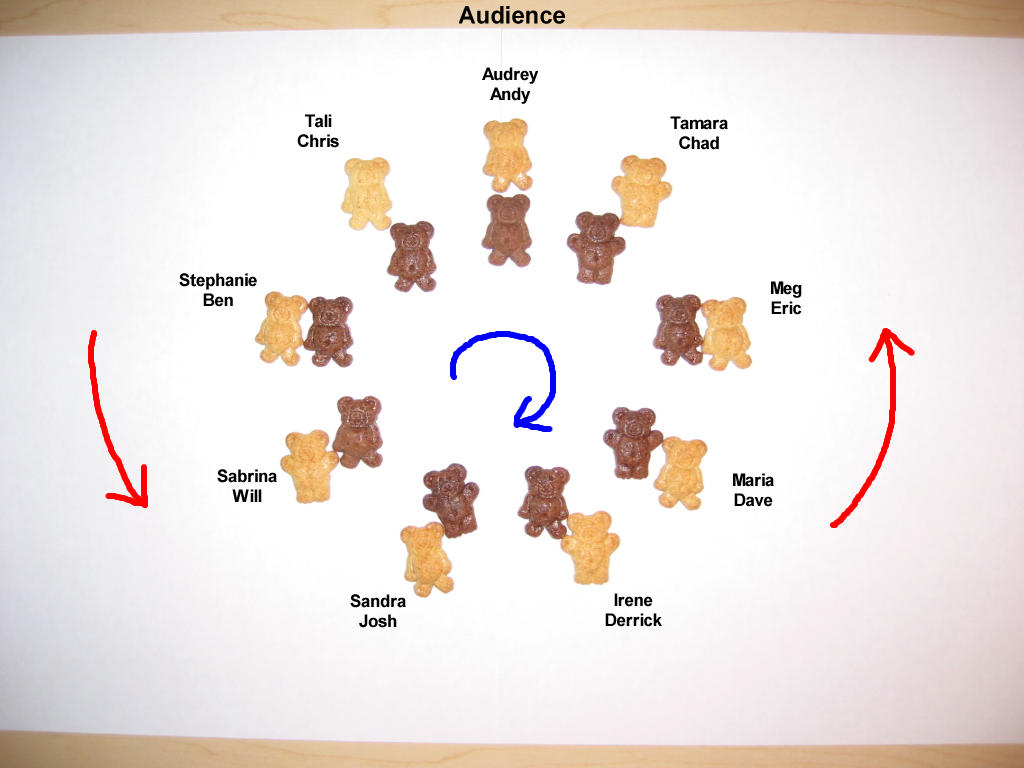 Audience
Audrey
Andy
Tali
Chris
Tamara
Chad
Stephanie
Ben
Meg
Eric
Sabrina
Will
Maria
Dave
Sandra
Josh
Irene
Derrick